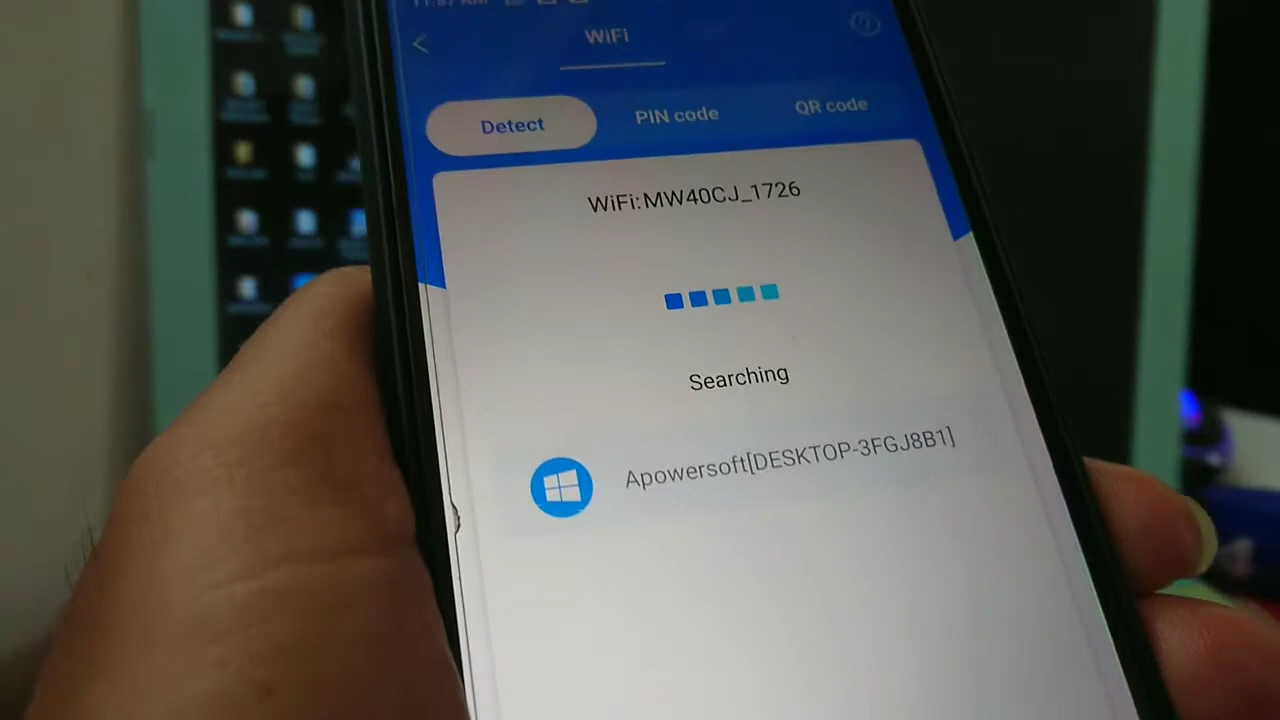 WiFi
Detect
PIN code
QR code
WiFi:MW40CJ_1726
Searching
Apowersoft[DESKTOP-3FGJ8B1]